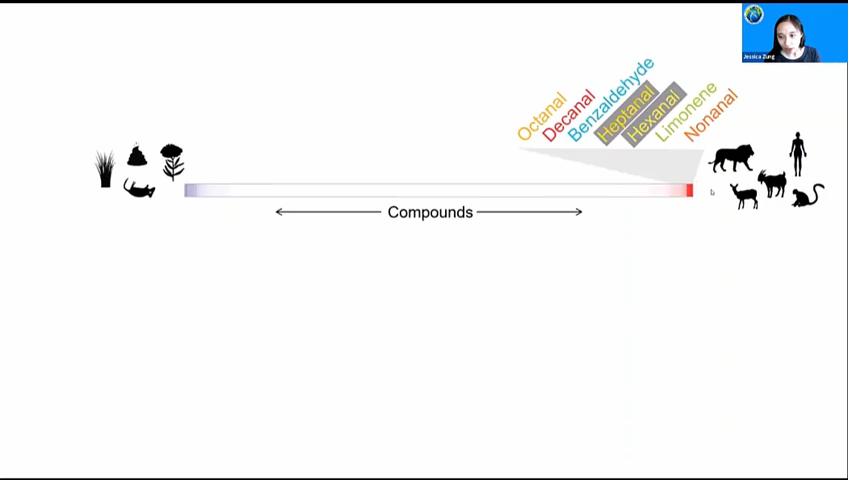 Jessica Zung
Octanal
Decanal
Benzaldehyde
Heptanal
Hexanal
Limonene
Nonanal
Compounds